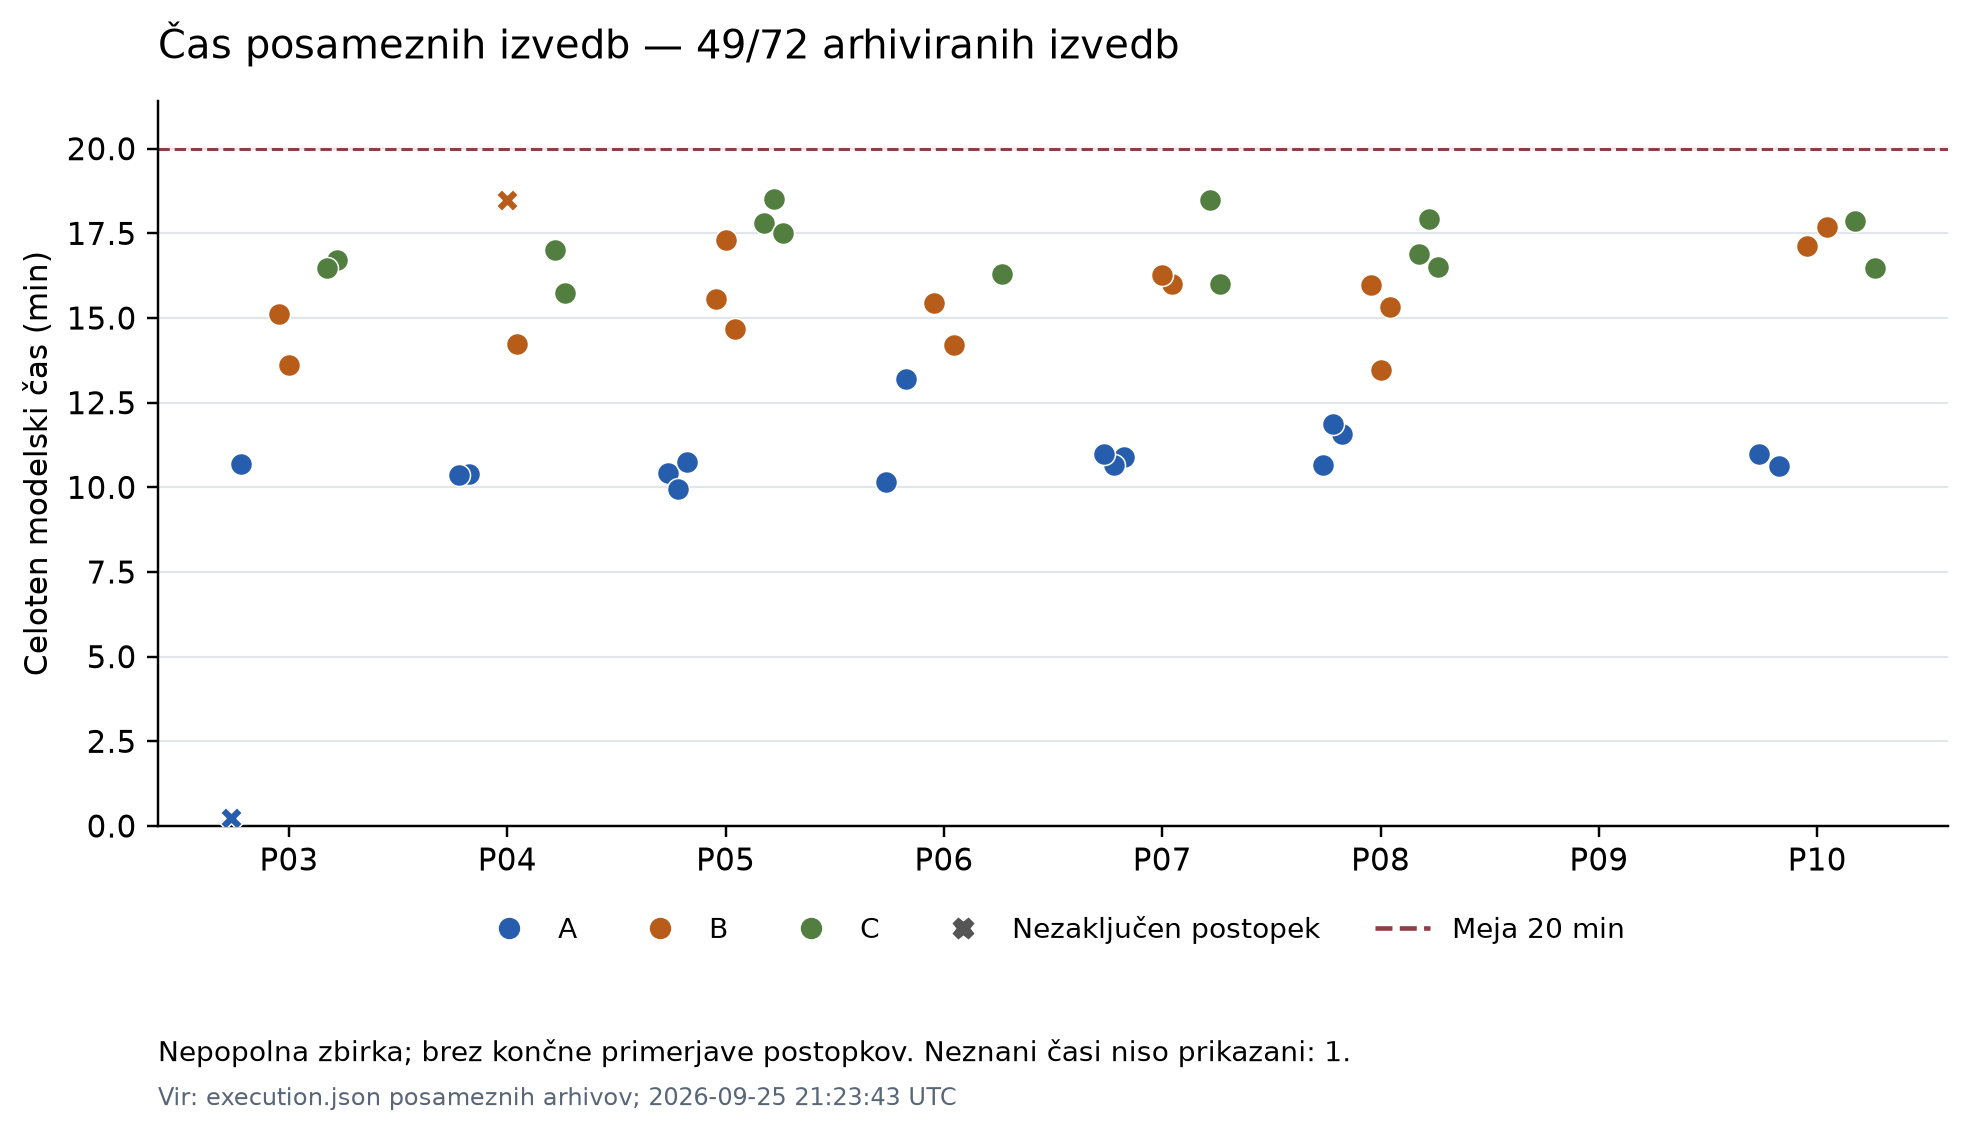 Čas posameznih izvedb — 49/72 arhiviranih izvedb
Celoten modelski čas (min)
20.0
17.5
15.0
12.5
10.0
7.5
5.0
2.5
0.0
P03 P04 P05 P06 P07 P08 P09 P10
A B C Nezaključen postopek Meja 20 min
Nepopolna zbirka; brez končne primerjave postopkov. Neznani časi niso prikazani: 1.
Vir: execution.json posameznih arhivov; 2026-09-25 21:23:43 UTC